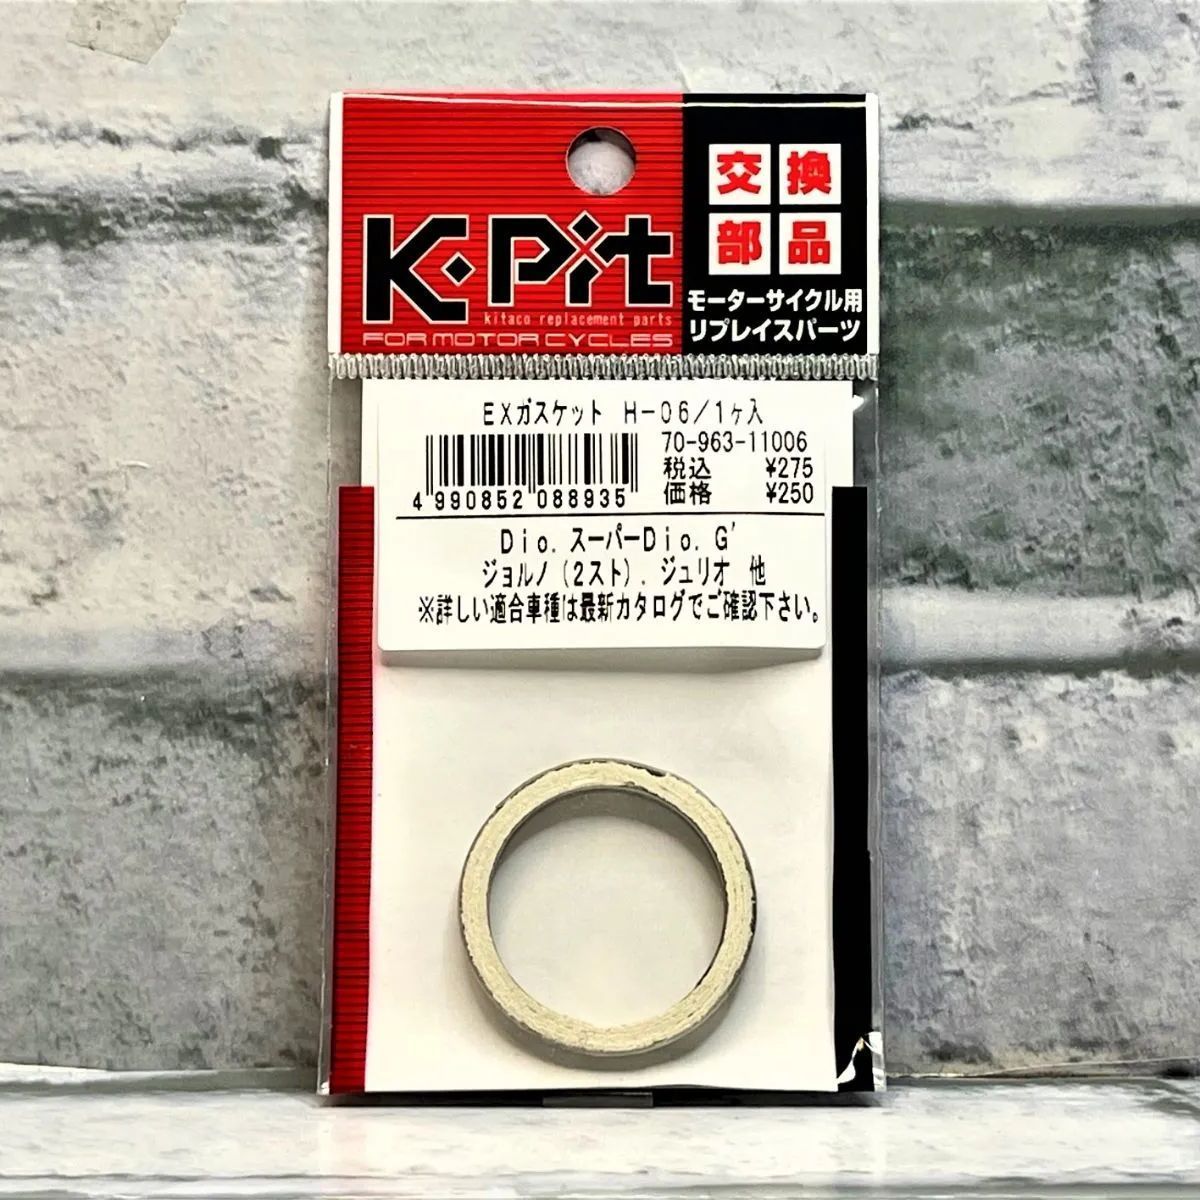 交換
部品
モーターサイクル用
リプレイスパーツ
K・Pit
kitaco replacement parts
FOR MOTORCYCLES
EXガスケット H-06/1ヶ入
70-963-11006
税込 ¥275
価格 ¥250
4 990852 088935
Dio. スーパーDio. G'
ジョルノ(2スト). ジュリオ 他
※詳しい適合車種は最新カタログでご確認下さい。